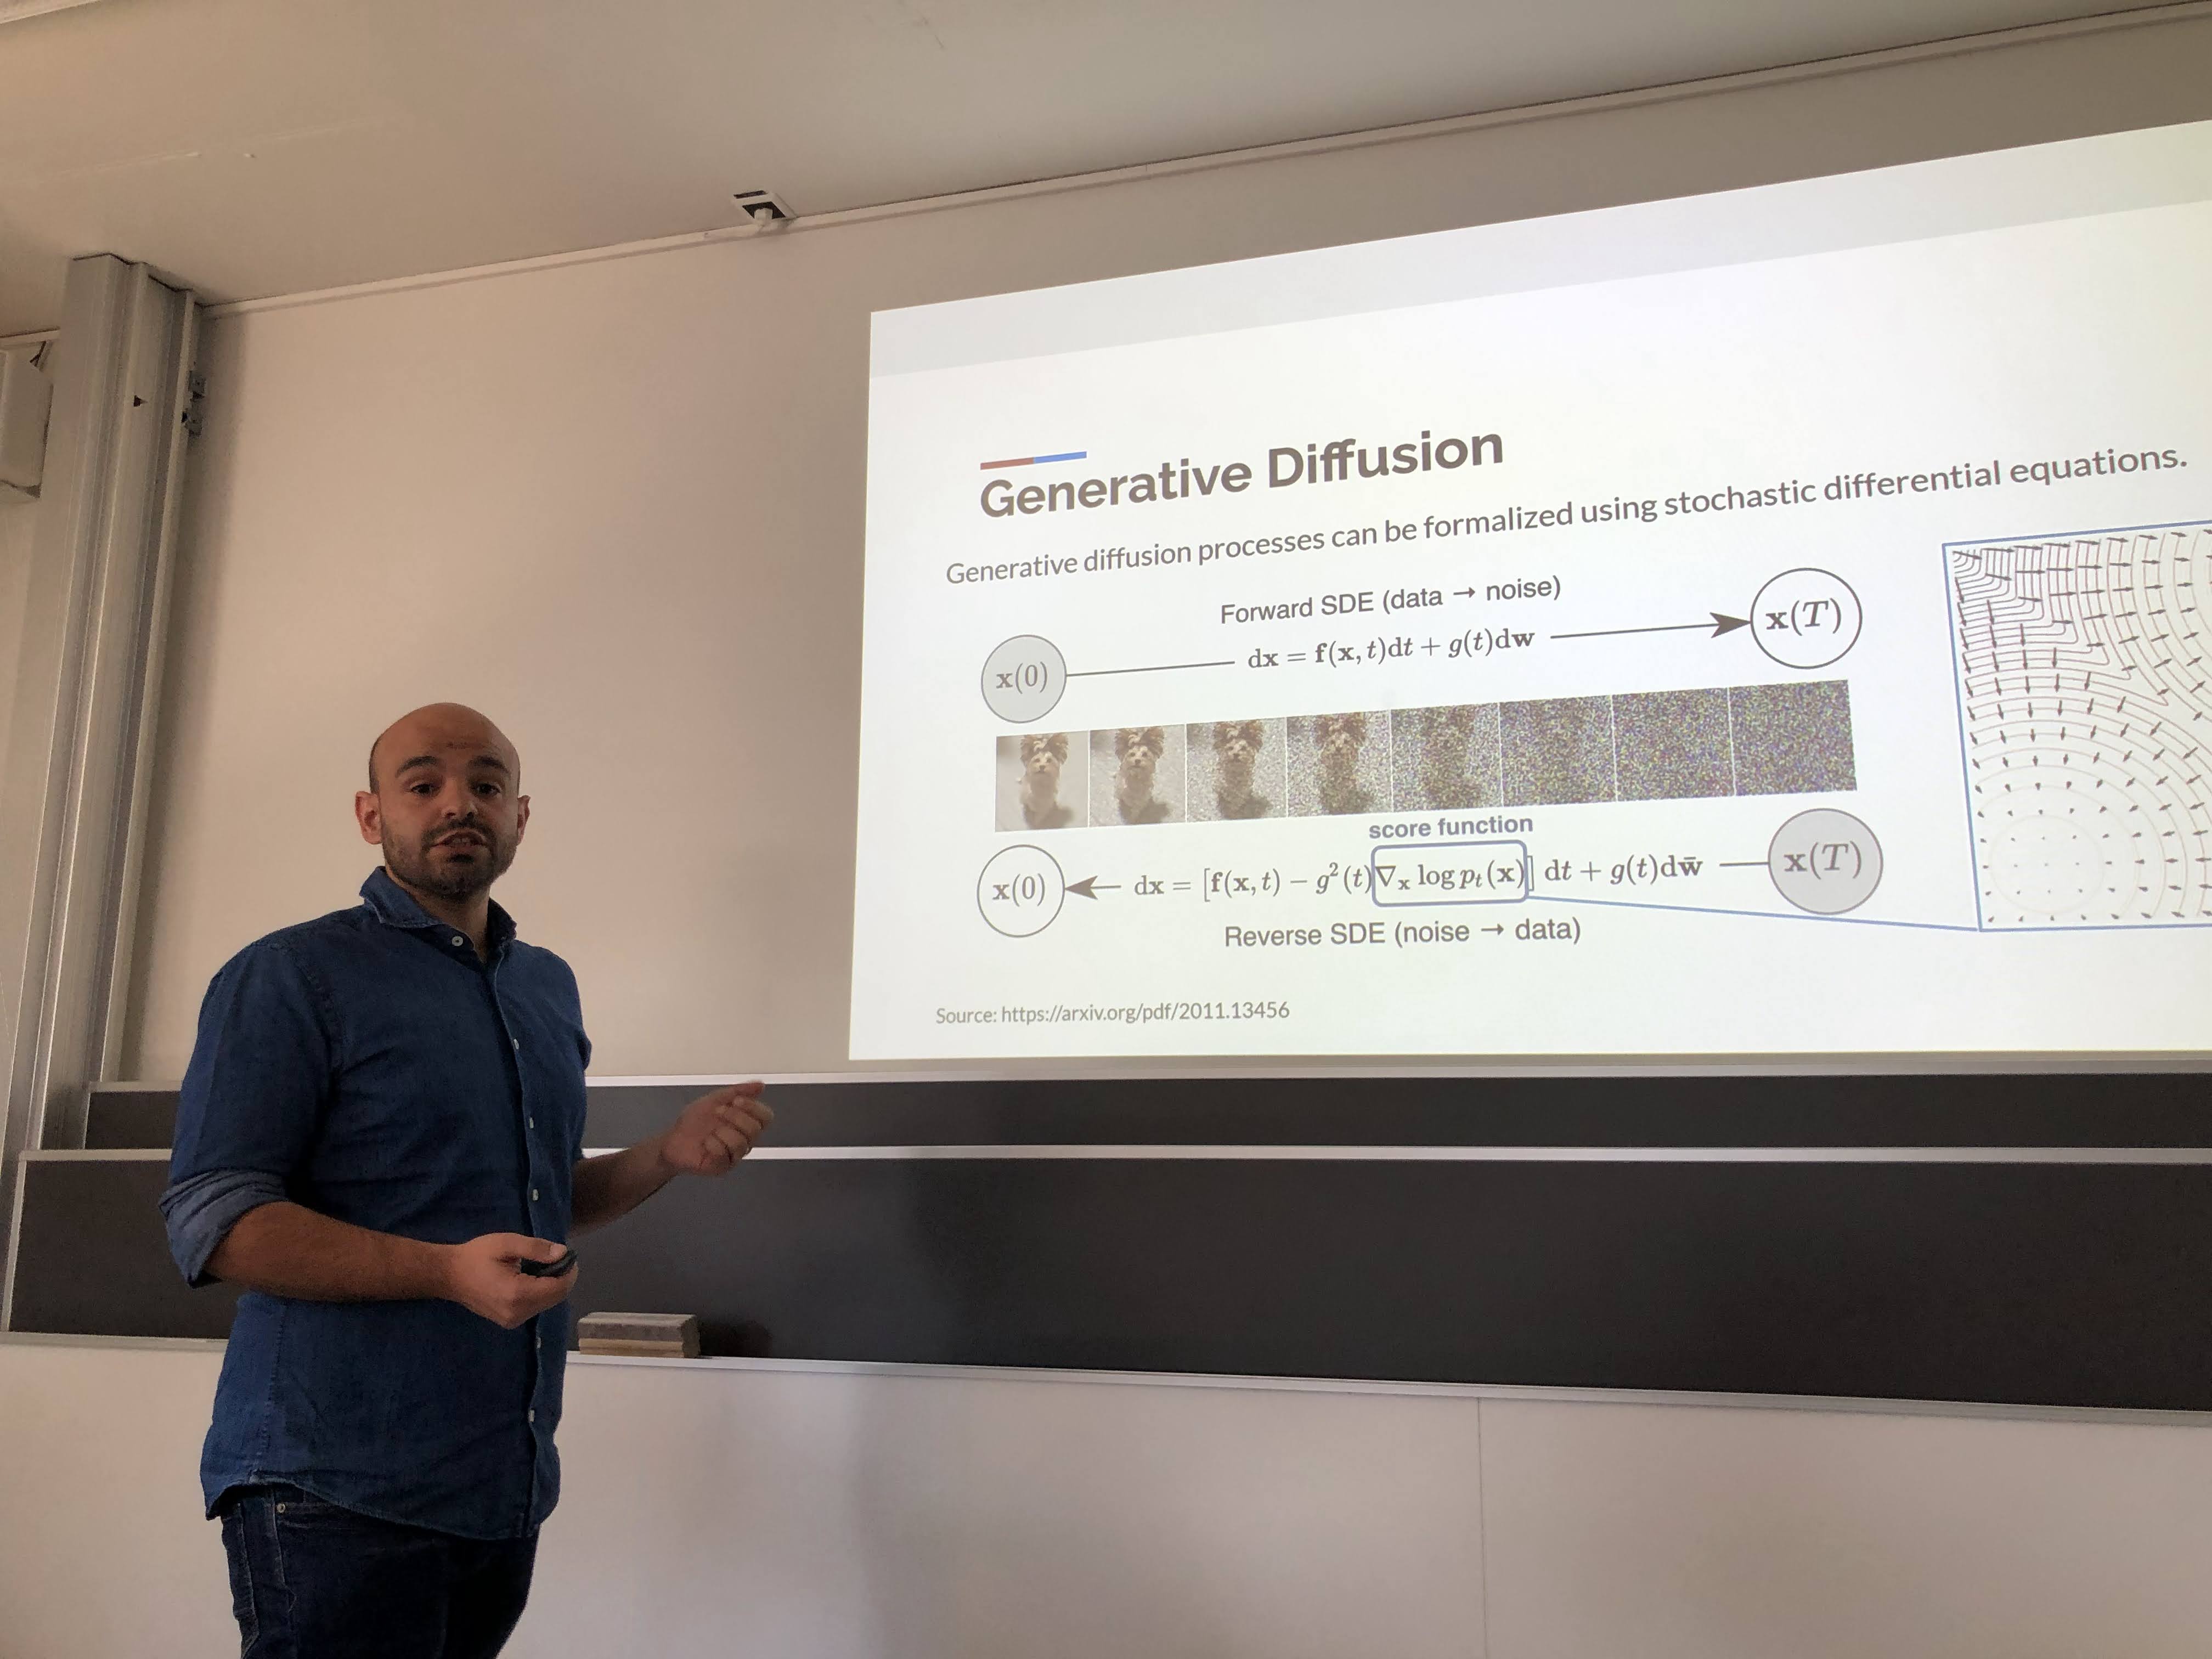 Generative Diffusion
Generative diffusion processes can be formalized using stochastic differential equations.
Forward SDE (data → noise)
x(0) dx = f(x, t)dt + g(t)dw x(T)
score function
x(0) dx = [f(x, t) − g²(t)∇ₓ log pₜ(x)] dt + g(t)dw̄ x(T)
Reverse SDE (noise → data)
Source: https://arxiv.org/pdf/2011.13456